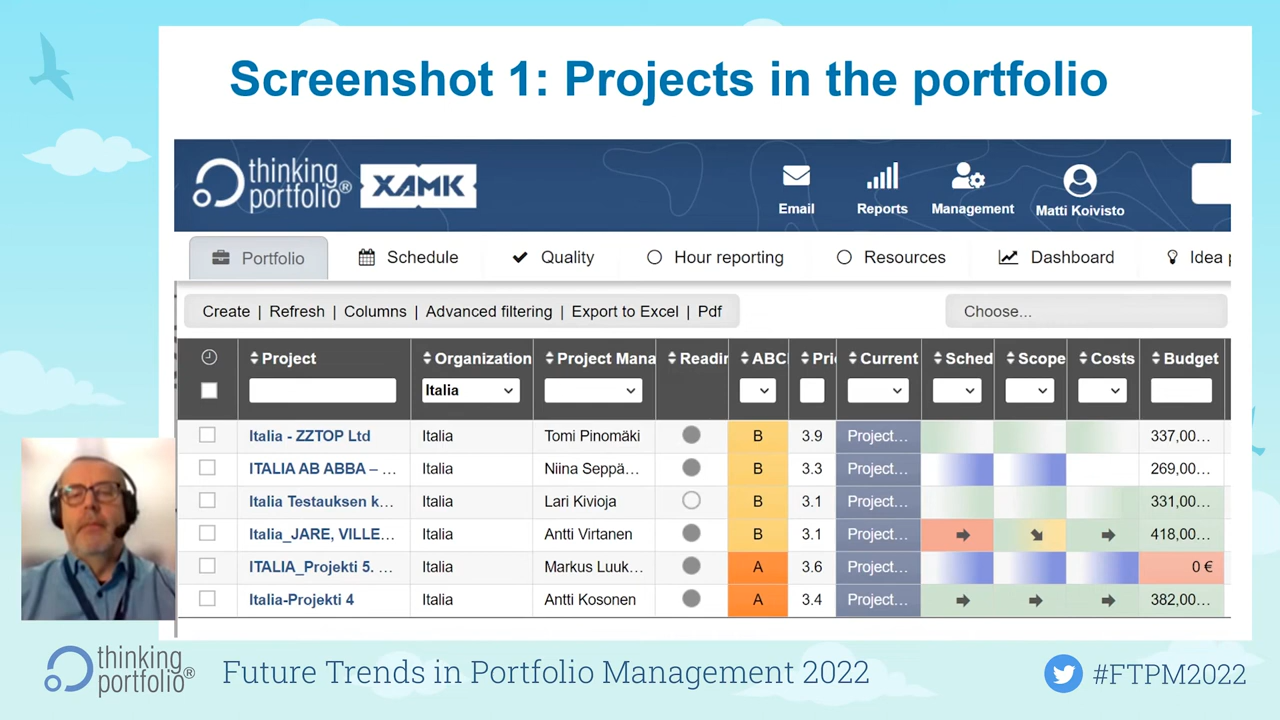 Screenshot 1: Projects in the portfolio
thinking portfolio® XAMK
Email Reports Management Matti Koivisto
Portfolio Schedule Quality Hour reporting Resources Dashboard Idea p
Create | Refresh | Columns | Advanced filtering | Export to Excel | Pdf Choose...
Project Organization Project Mana Readin ABC Pri Current Sched Scope Costs Budget
Italia
Italia - ZZTOP Ltd Italia Tomi Pinomäki B 3.9 Project... 337,00...
ITALIA AB ABBA – ... Italia Niina Seppä... B 3.3 Project... 269,00...
Italia Testauksen k... Italia Lari Kivioja B 3.1 Project... 331,00...
Italia_JARE, VILLE... Italia Antti Virtanen B 3.1 Project... 418,00...
ITALIA_Projekti 5. ... Italia Markus Luuk... A 3.6 Project... 0 €
Italia-Projekti 4 Italia Antti Kosonen A 3.4 Project... 382,00...
thinking portfolio® Future Trends in Portfolio Management 2022 #FTPM2022